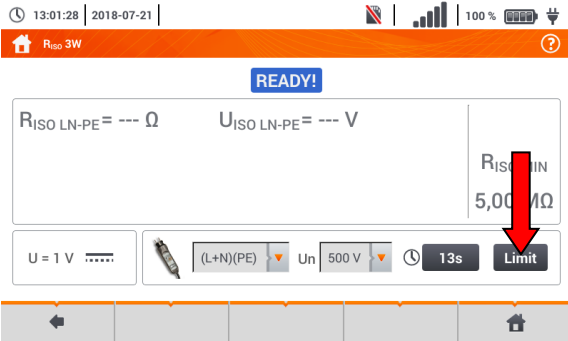 13:01:28 2018-07-21 100 %
RISO 3W ?
READY!
RISO LN-PE= --- Ω UISO LN-PE= --- V
RISO MIN
5,00 MΩ
U = 1 V (L+N)(PE) Un 500 V 13s Limit